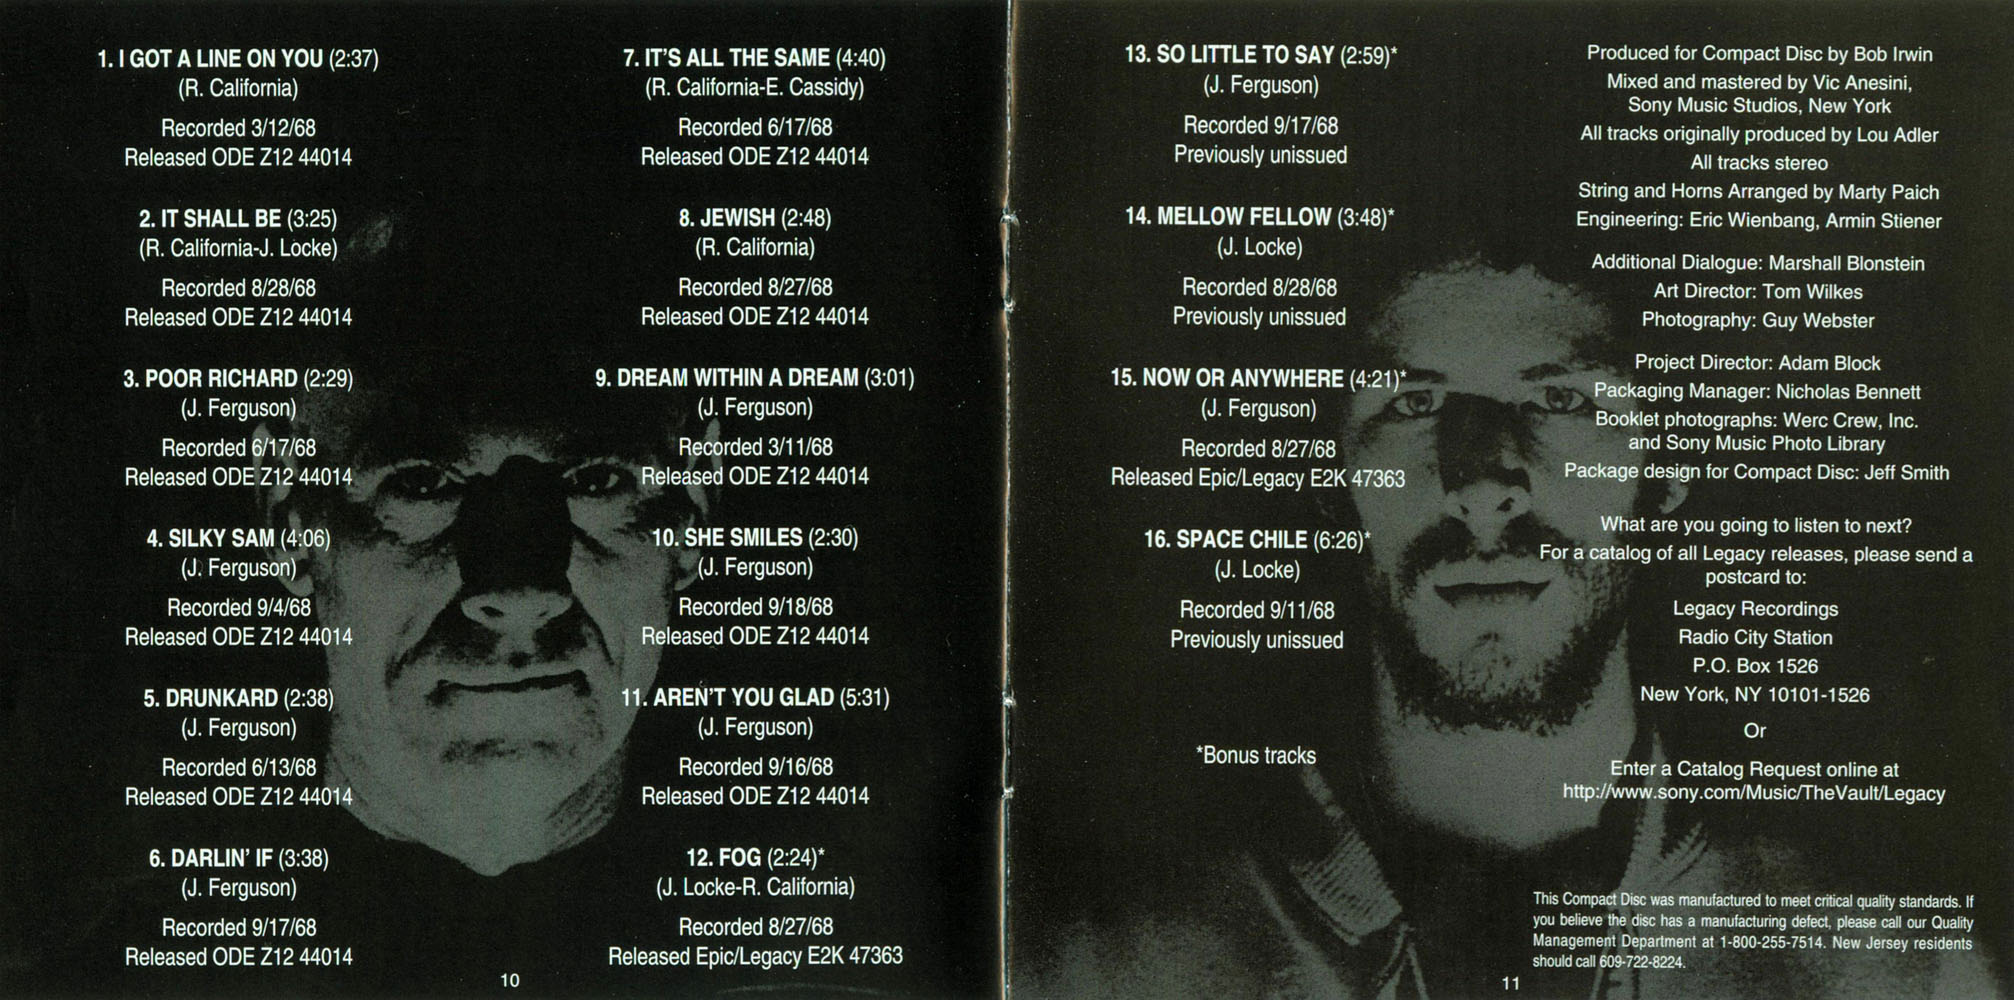 1. I GOT A LINE ON YOU (2:37)
(R. California)
Recorded 3/12/68
Released ODE Z12 44014
2. IT SHALL BE (3:25)
(R. California-J. Locke)
Recorded 8/28/68
Released ODE Z12 44014
3. POOR RICHARD (2:29)
(J. Ferguson)
Recorded 6/17/68
Released ODE Z12 44014
4. SILKY SAM (4:06)
(J. Ferguson)
Recorded 9/4/68
Released ODE Z12 44014
5. DRUNKARD (2:38)
(J. Ferguson)
Recorded 6/13/68
Released ODE Z12 44014
6. DARLIN' IF (3:38)
(J. Ferguson)
Recorded 9/17/68
Released ODE Z12 44014
7. IT'S ALL THE SAME (4:40)
(R. California-E. Cassidy)
Recorded 6/17/68
Released ODE Z12 44014
8. JEWISH (2:48)
(R. California)
Recorded 8/27/68
Released ODE Z12 44014
9. DREAM WITHIN A DREAM (3:01)
(J. Ferguson)
Recorded 3/11/68
Released ODE Z12 44014
10. SHE SMILES (2:30)
(J. Ferguson)
Recorded 9/18/68
Released ODE Z12 44014
11. AREN'T YOU GLAD (5:31)
(J. Ferguson)
Recorded 9/16/68
Released ODE Z12 44014
12. FOG (2:24)*
(J. Locke-R. California)
Recorded 8/27/68
Released Epic/Legacy E2K 47363
10
13. SO LITTLE TO SAY (2:59)*
(J. Ferguson)
Recorded 9/17/68
Previously unissued
14. MELLOW FELLOW (3:48)*
(J. Locke)
Recorded 8/28/68
Previously unissued
15. NOW OR ANYWHERE (4:21)*
(J. Ferguson)
Recorded 8/27/68
Released Epic/Legacy E2K 47363
16. SPACE CHILE (6:26)*
(J. Locke)
Recorded 9/11/68
Previously unissued
*Bonus tracks
Produced for Compact Disc by Bob Irwin
Mixed and mastered by Vic Anesini,
Sony Music Studios, New York
All tracks originally produced by Lou Adler
All tracks stereo
String and Horns Arranged by Marty Paich
Engineering: Eric Wienbang, Armin Stiener
Additional Dialogue: Marshall Blonstein
Art Director: Tom Wilkes
Photography: Guy Webster
Project Director: Adam Block
Packaging Manager: Nicholas Bennett
Booklet photographs: Werc Crew, Inc.
and Sony Music Photo Library
Package design for Compact Disc: Jeff Smith
What are you going to listen to next?
For a catalog of all Legacy releases, please send a
postcard to:
Legacy Recordings
Radio City Station
P.O. Box 1526
New York, NY 10101-1526
Or
Enter a Catalog Request online at
http://www.sony.com/Music/TheVault/Legacy
This Compact Disc was manufactured to meet critical quality standards. If
you believe the disc has a manufacturing defect, please call our Quality
Management Department at 1-800-255-7514. New Jersey residents
should call 609-722-8224.
11